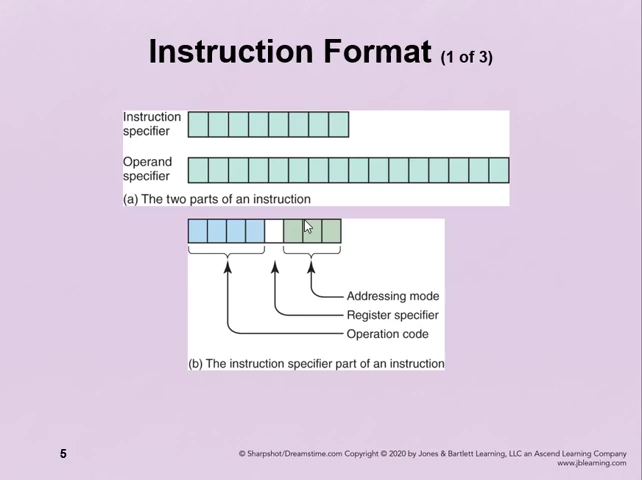 Instruction Format (1 of 3)
Instruction
specifier
Operand
specifier
(a) The two parts of an instruction
Addressing mode
Register specifier
Operation code
(b) The instruction specifier part of an instruction
5
© Sharpshot/Dreamstime.com Copyright © 2020 by Jones & Bartlett Learning, LLC an Ascend Learning Company
www.jblearning.com